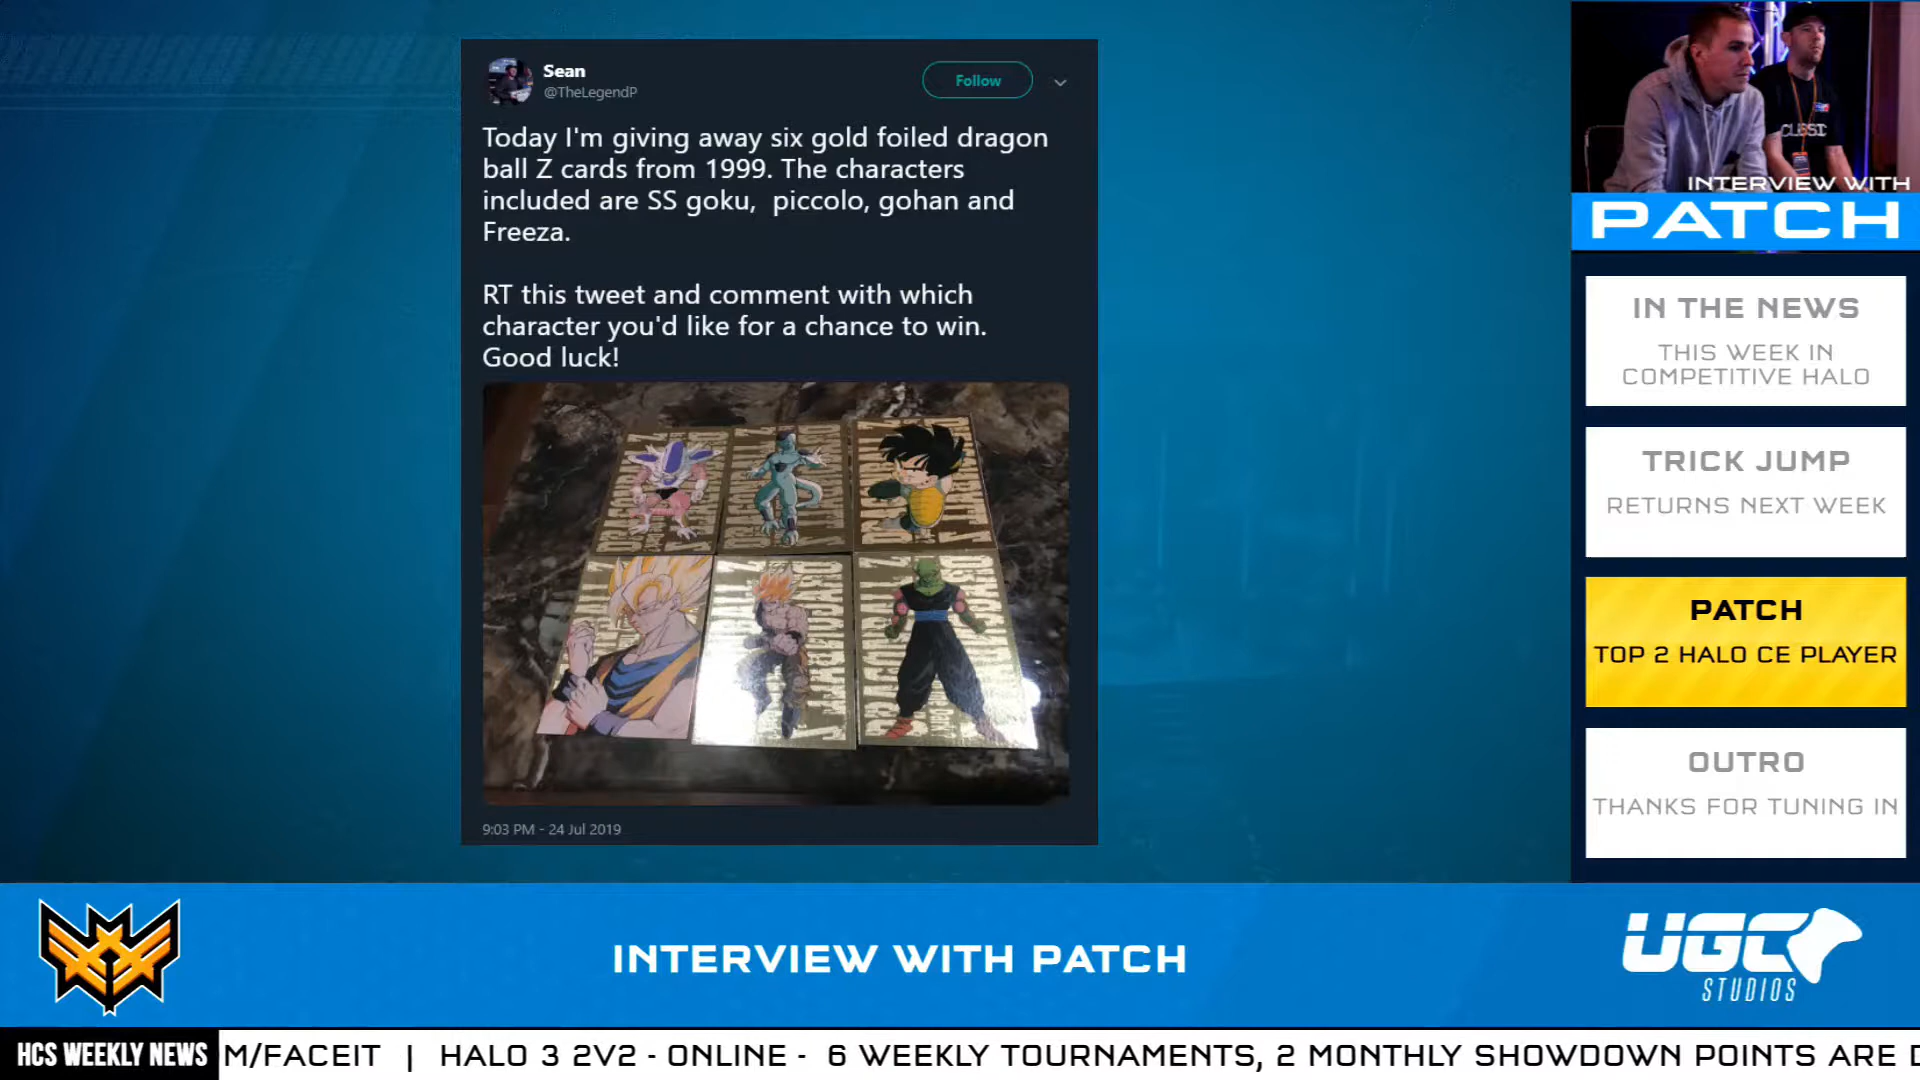 Sean
@TheLegendP
Follow
Today I'm giving away six gold foiled dragon
ball Z cards from 1999. The characters
included are SS goku, piccolo, gohan and
Freeza.
RT this tweet and comment with which
character you'd like for a chance to win.
Good luck!
9:03 PM - 24 Jul 2019
INTERVIEW WITH
PATCH
IN THE NEWS
THIS WEEK IN
COMPETITIVE HALO
TRICK JUMP
RETURNS NEXT WEEK
PATCH
TOP 2 HALO CE PLAYER
OUTRO
THANKS FOR TUNING IN
INTERVIEW WITH PATCH
UGC
STUDIOS
HCS WEEKLY NEWS
M/FACEIT | HALO 3 2V2 - ONLINE - 6 WEEKLY TOURNAMENTS, 2 MONTHLY SHOWDOWN POINTS ARE